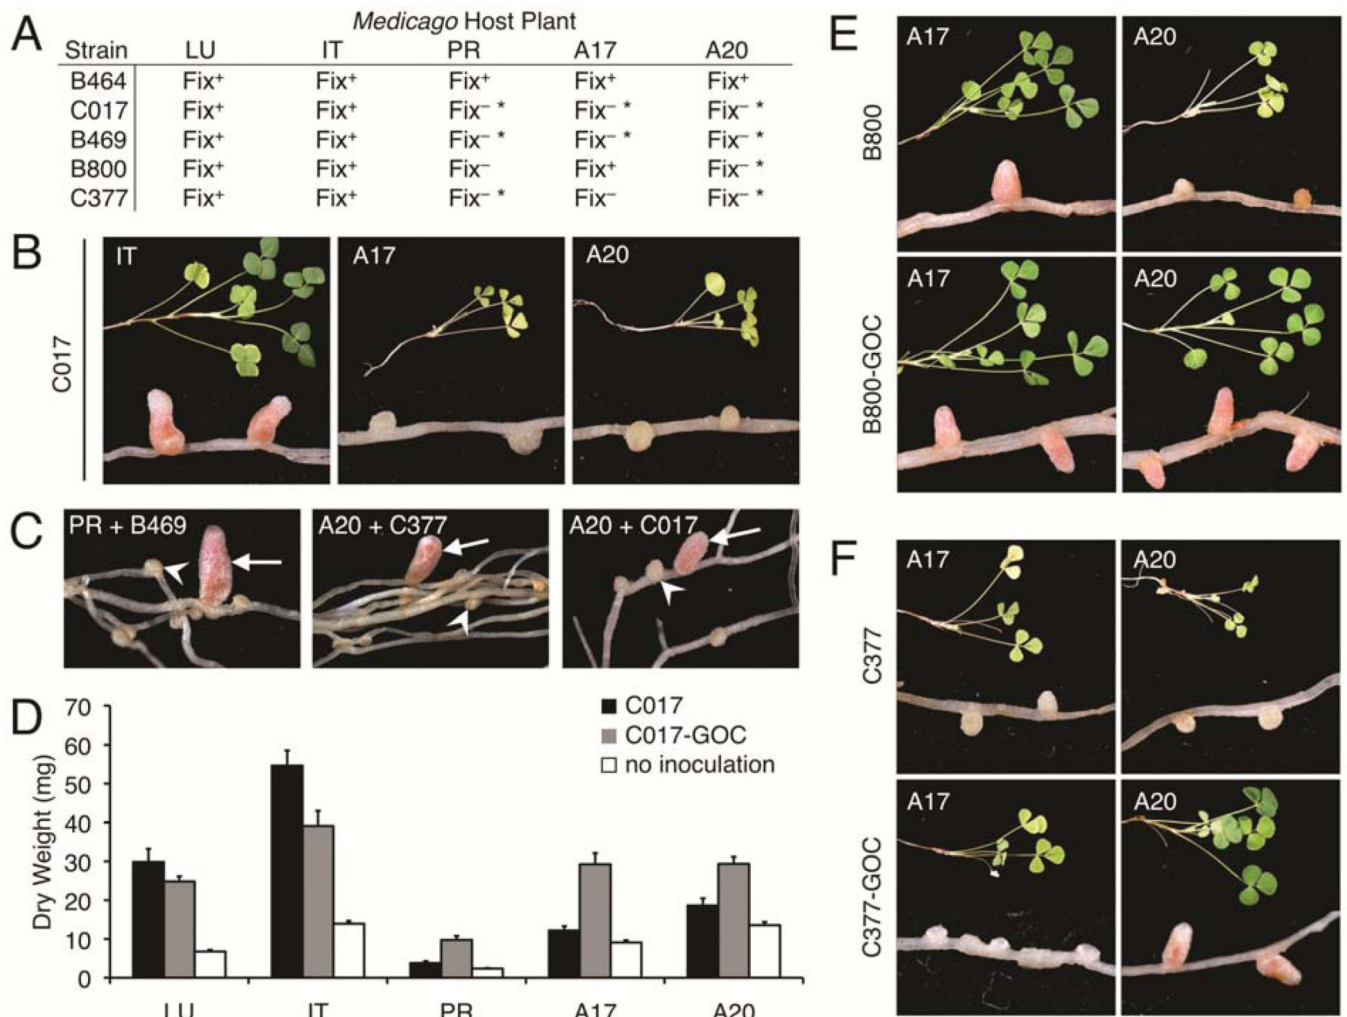 A
Medicago Host Plant
Strain LU IT PR A17 A20
B464 Fix⁺ Fix⁺ Fix⁺ Fix⁺ Fix⁺
C017 Fix⁺ Fix⁺ Fix⁻ * Fix⁻ * Fix⁻ *
B469 Fix⁺ Fix⁺ Fix⁻ * Fix⁻ * Fix⁻ *
B800 Fix⁺ Fix⁺ Fix⁻ Fix⁺ Fix⁻ *
C377 Fix⁺ Fix⁺ Fix⁻ * Fix⁻ Fix⁻ *
B
C017
IT A17 A20
C
PR + B469 A20 + C377 A20 + C017
D
Dry Weight (mg)
70
60
50
40
30
20
10
0
C017
C017-GOC
no inoculation
LU IT PR A17 A20
E
B800
A17 A20
B800-GOC
A17 A20
F
C377
A17 A20
C377-GOC
A17 A20